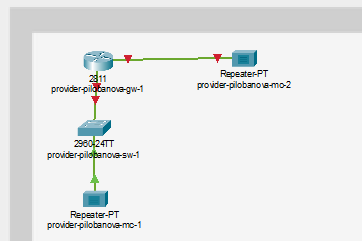 2811
provider-pilobanova-gw-1
Repeater-PT
provider-pilobanova-mc-2
2960-24TT
provider-pilobanova-sw-1
Repeater-PT
provider-pilobanova-mc-1